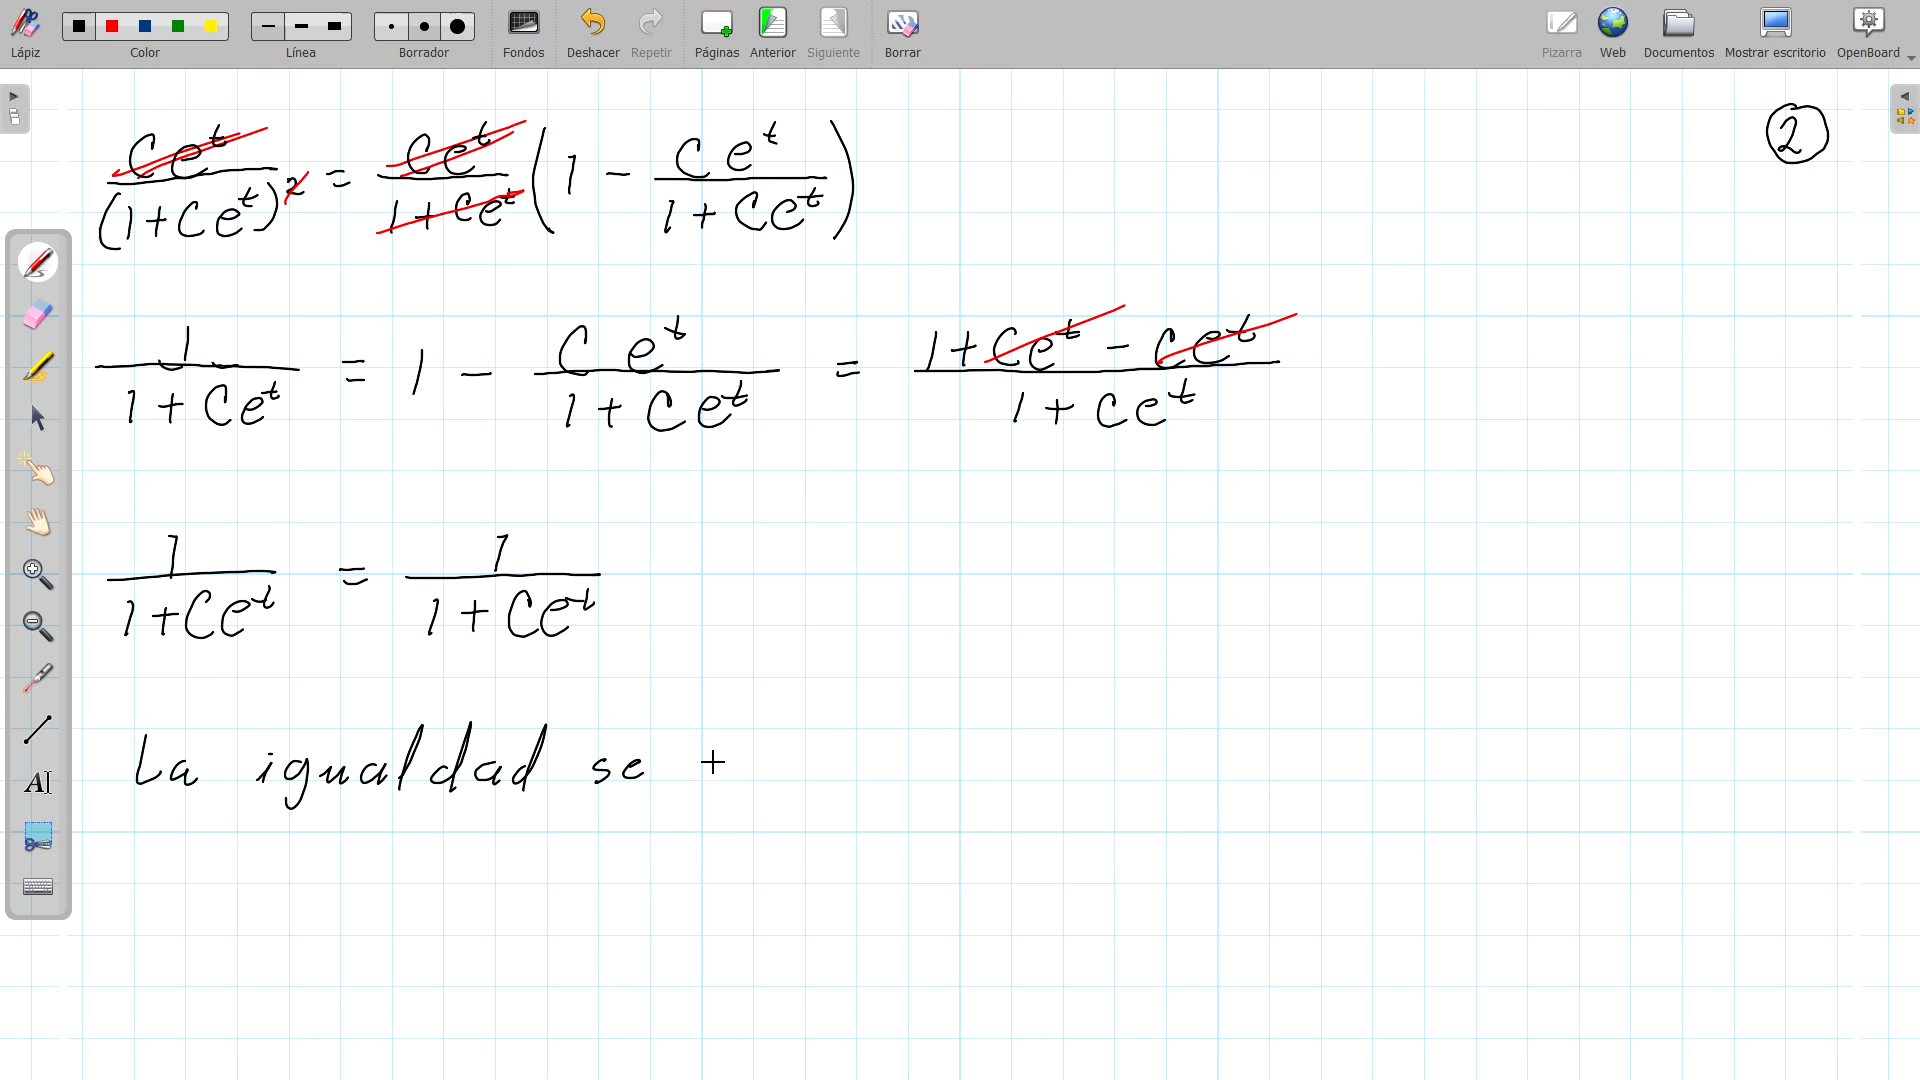 Lápiz Color Línea Borrador Fondos Deshacer Repetir Páginas Anterior Siguiente Borrar Pizarra Web Documentos Mostrar escritorio OpenBoard
2
Ce^t/(1+Ce^t)^2 = Ce^t/(1+Ce^t) (1 - Ce^t/(1+Ce^t))
1/(1+Ce^t) = 1 - Ce^t/(1+Ce^t) = (1+Ce^t - Ce^t)/(1+Ce^t)
1/(1+Ce^t) = 1/(1+Ce^t)
La igualdad se